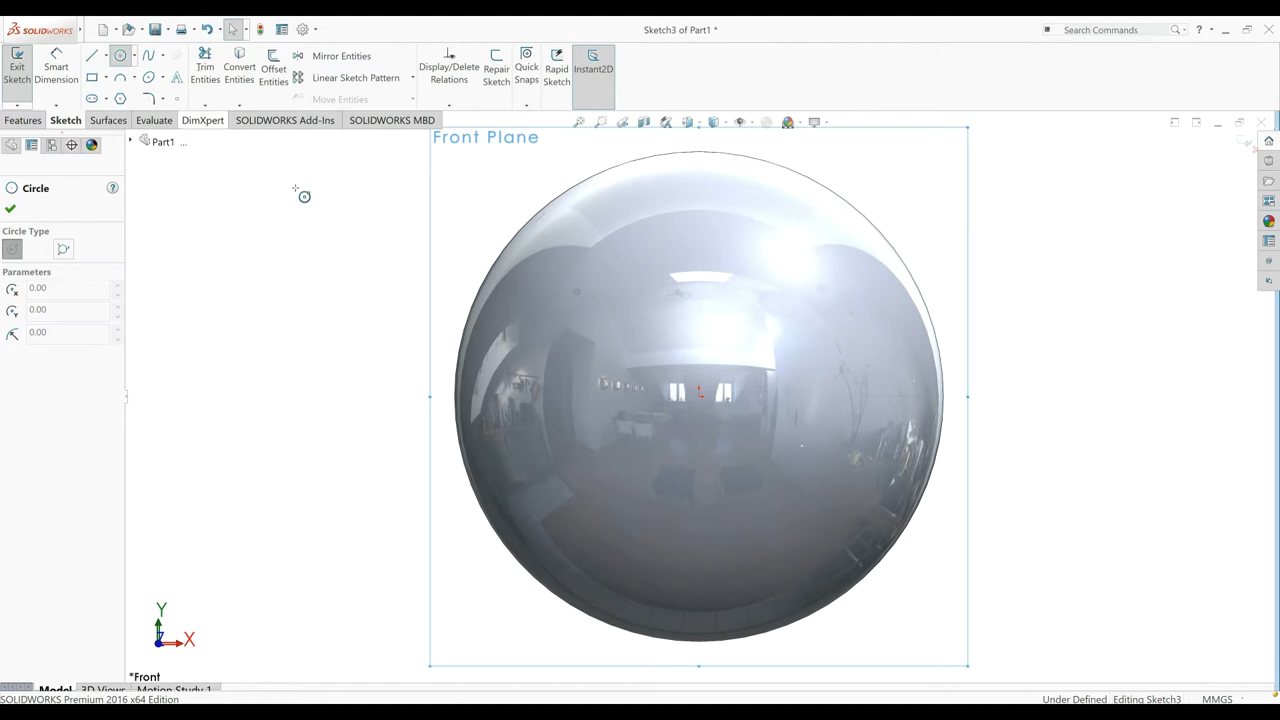 SOLIDWORKS
Sketch3 of Part1 *
Search Commands
?
Exit Sketch
Smart Dimension
Trim Entities
Convert Entities
Offset Entities
Mirror Entities
Linear Sketch Pattern
Move Entities
Display/Delete Relations
Repair Sketch
Quick Snaps
Rapid Sketch
Instant2D
Features
Sketch
Surfaces
Evaluate
DimXpert
SOLIDWORKS Add-Ins
SOLIDWORKS MBD
Part1 ...
Front Plane
Circle
?
Circle Type
Parameters
0.00
0.00
0.00
Y
Z
X
*Front
Model
3D Views
Motion Study 1
SOLIDWORKS Premium 2016 x64 Edition
Under Defined
Editing Sketch3
MMGS